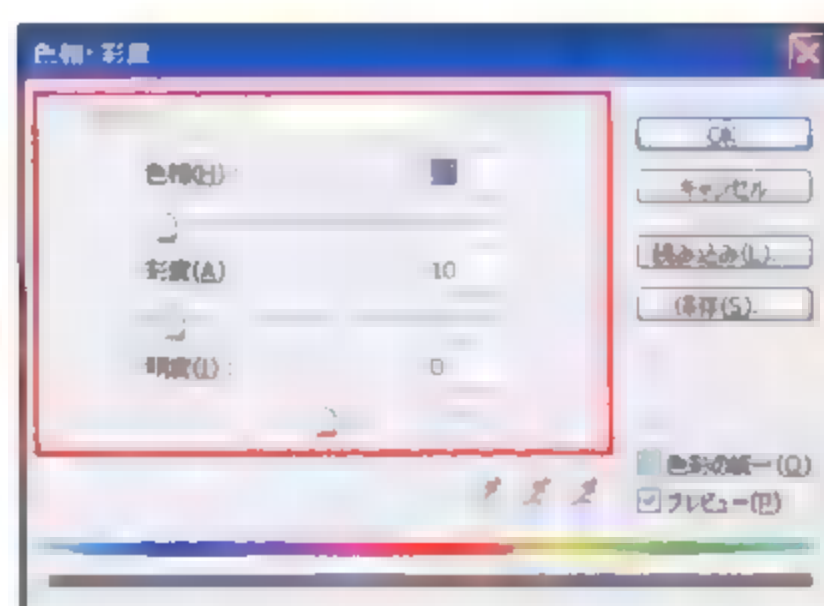 色相・彩度
OK
色相(H):
キャンセル
読み込み(L)...
彩度(A)
10
保存(S)...
明度(I):
0
色彩の統一(O)
プレビュー(P)